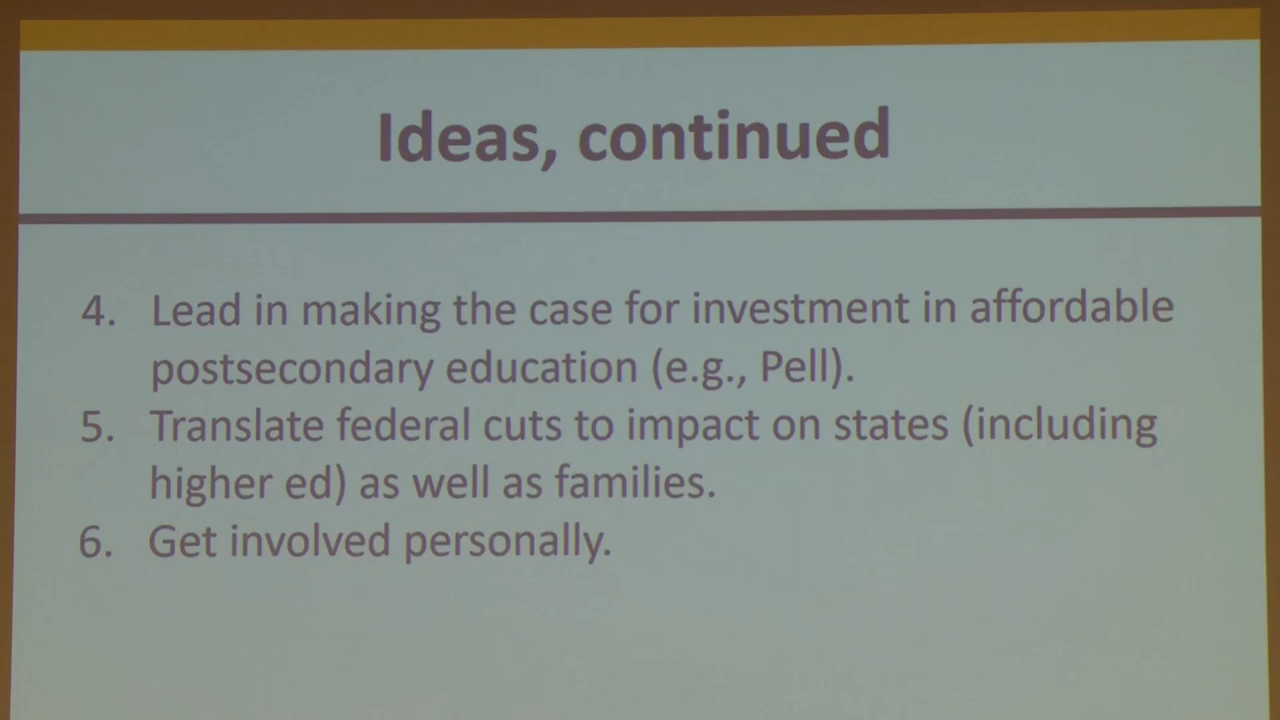 Ideas, continued
4. Lead in making the case for investment in affordable
postsecondary education (e.g., Pell).
5. Translate federal cuts to impact on states (including
higher ed) as well as families.
6. Get involved personally.